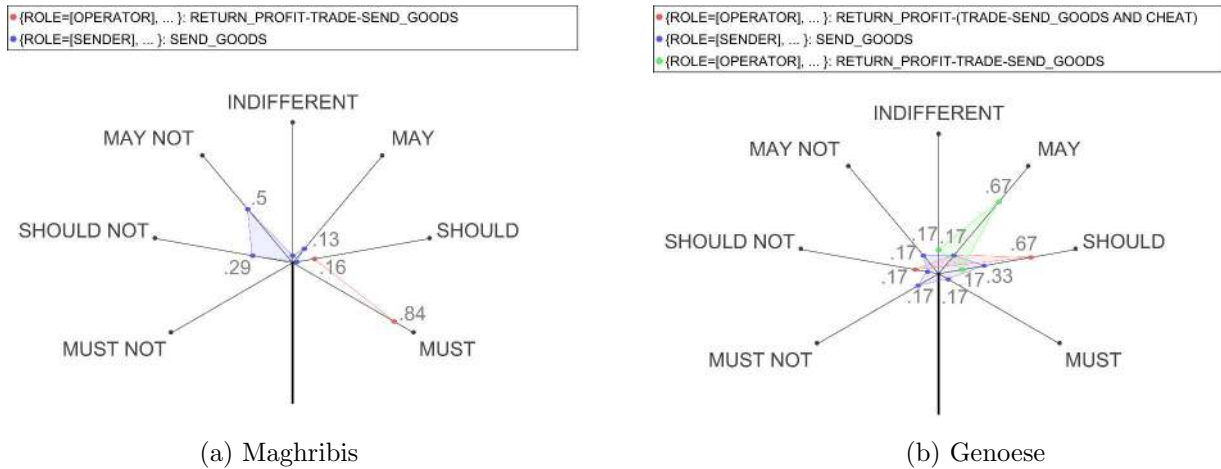 {ROLE=[OPERATOR], ... }: RETURN_PROFIT-TRADE-SEND_GOODS
{ROLE=[SENDER], ... }: SEND_GOODS
INDIFFERENT
MAY NOT
MAY
.5
SHOULD NOT
.13
SHOULD
.29
.16
.84
MUST NOT
MUST
(a) Maghribis
{ROLE=[OPERATOR], ... }: RETURN_PROFIT-(TRADE-SEND_GOODS AND CHEAT)
{ROLE=[SENDER], ... }: SEND_GOODS
{ROLE=[OPERATOR], ... }: RETURN_PROFIT-TRADE-SEND_GOODS
INDIFFERENT
MAY NOT
MAY
.67
SHOULD NOT
.17
.17
.67
SHOULD
.17
.17
.17
.33
.17
.17
MUST NOT
MUST
(b) Genoese